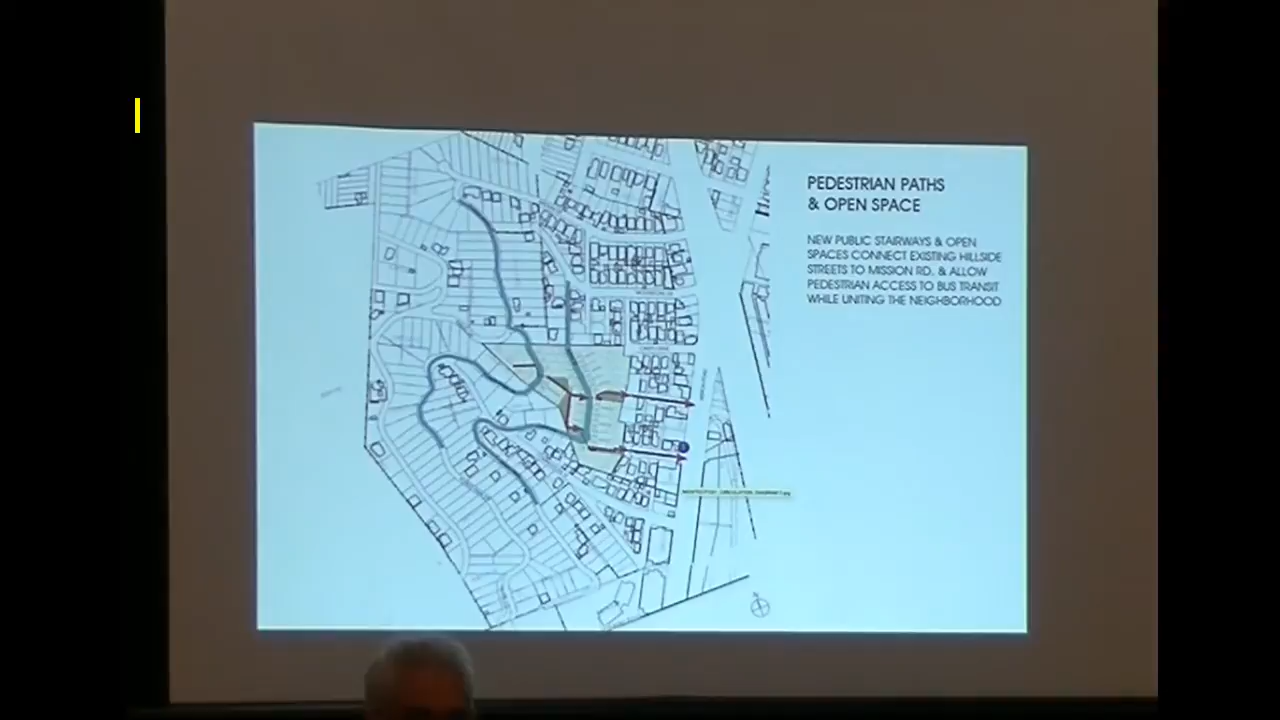 PEDESTRIAN PATHS
& OPEN SPACE
NEW PUBLIC STAIRWAYS & OPEN
SPACES CONNECT EXISTING HILLSIDE
STREETS TO MISSION RD. & ALLOW
PEDESTRIAN ACCESS TO BUS TRANSIT
WHILE UNITING THE NEIGHBORHOOD